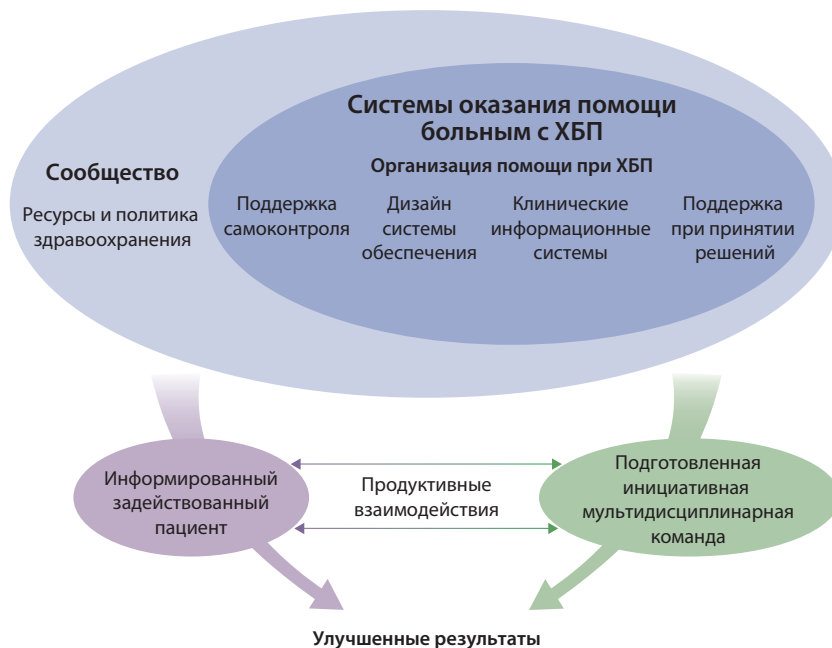 Системы оказания помощи
больным с ХБП
Организация помощи при ХБП
Сообщество
Ресурсы и политика
здравоохранения
Поддержка
самоконтроля
Дизайн
системы
обеспечения
Клинические
информационные
системы
Поддержка
при принятии
решений
Информированный
задействованный
пациент
Продуктивные
взаимодействия
Подготовленная
инициативная
мультидисциплинарная
команда
Улучшенные результаты